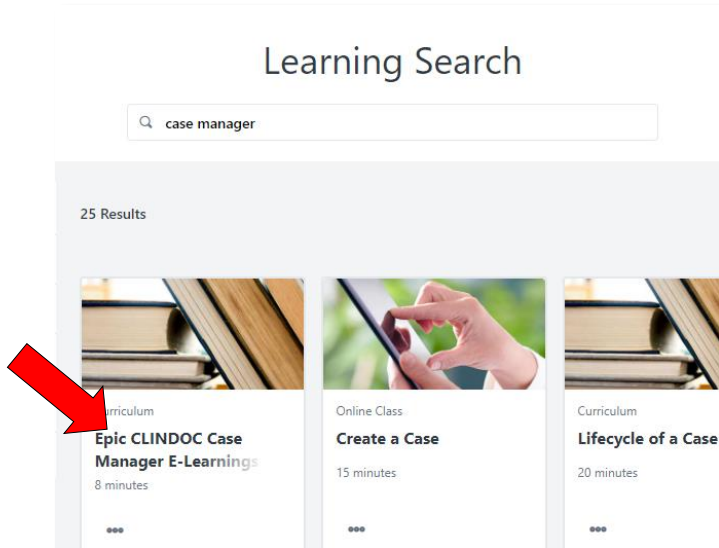 Learning Search
case manager
25 Results
Curriculum
Epic CLINDOC Case
Manager E-Learnings
8 minutes
Online Class
Create a Case
15 minutes
Curriculum
Lifecycle of a Case
20 minutes